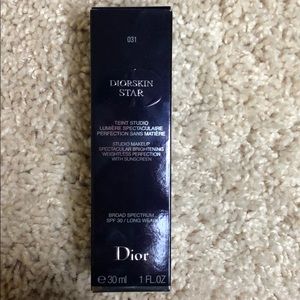 031
DIORSKIN
STAR
TEINT STUDIO
LUMIÈRE SPECTACULAIRE
PERFECTION SANS MATIÈRE
STUDIO MAKEUP
SPECTACULAR BRIGHTENING
WEIGHTLESS PERFECTION
WITH SUNSCREEN
BROAD SPECTRUM
SPF 30 / LONG WEAR
Dior
℮ 30 ml 1 FL.OZ